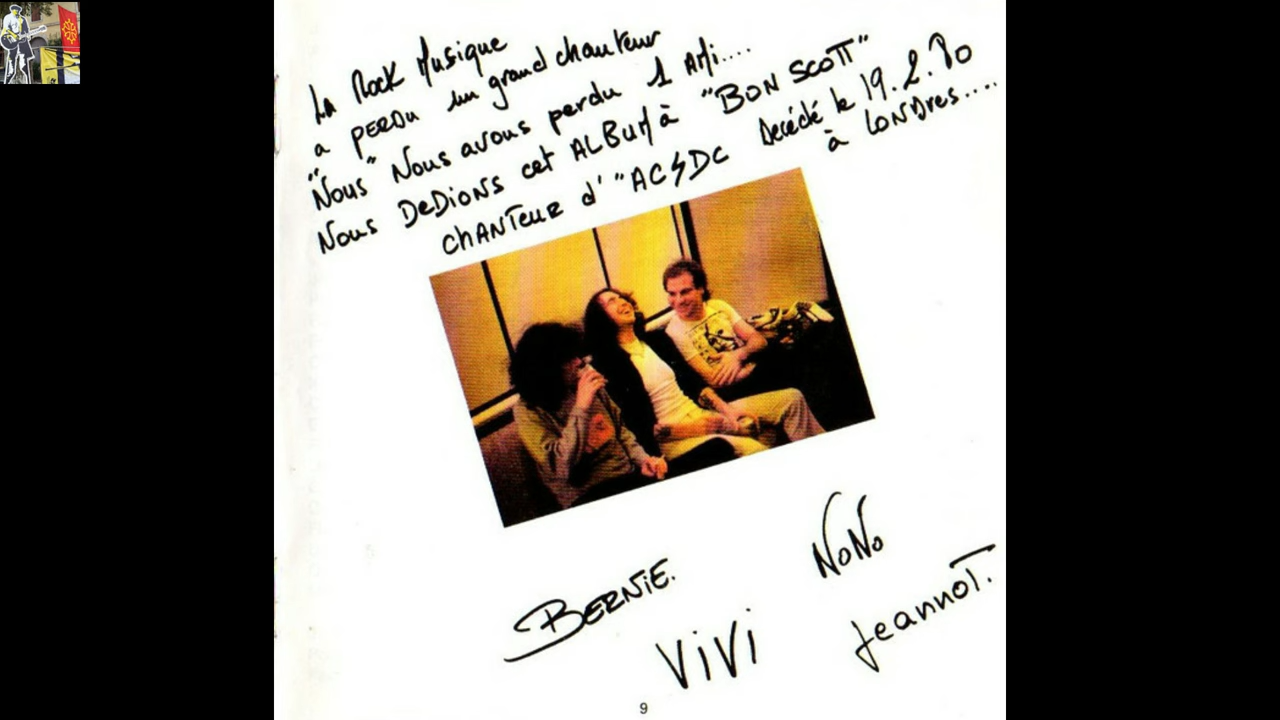 La Rock Musique
a PERDU un grand chanteur
"Nous" Nous avons perdu 1 AMi....
Nous DeDiONS cet ALBUM à "BON SCOTT"
CHANTEUR d'"AC⚡DC Décédé le 19.2.80
à LONDres.....
BERNIE.
NoNo
ViVi
JeannoT.
9